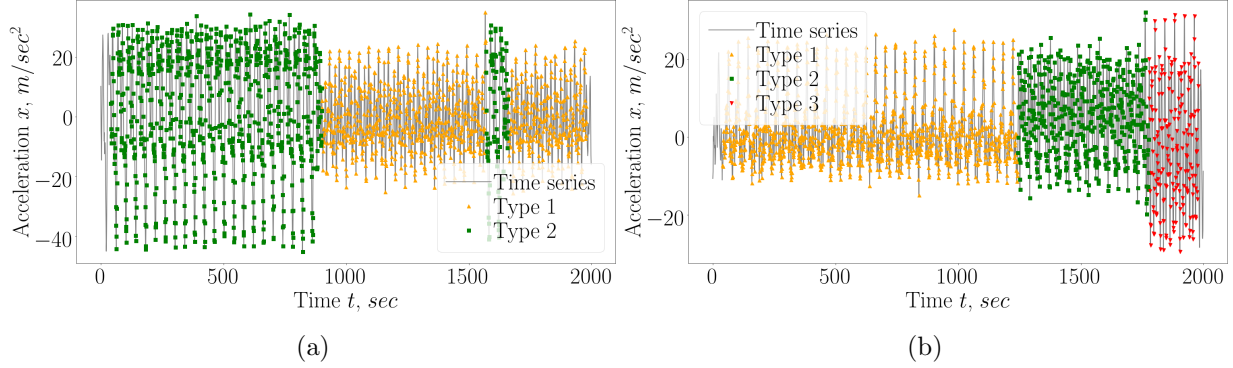 Acceleration x, m/sec²
20
0
−20
−40
0
500
1000
1500
2000
Time t, sec
Time series
Type 1
Type 2
(a)
Acceleration x, m/sec²
20
0
−20
0
500
1000
1500
2000
Time t, sec
Time series
Type 1
Type 2
Type 3
(b)